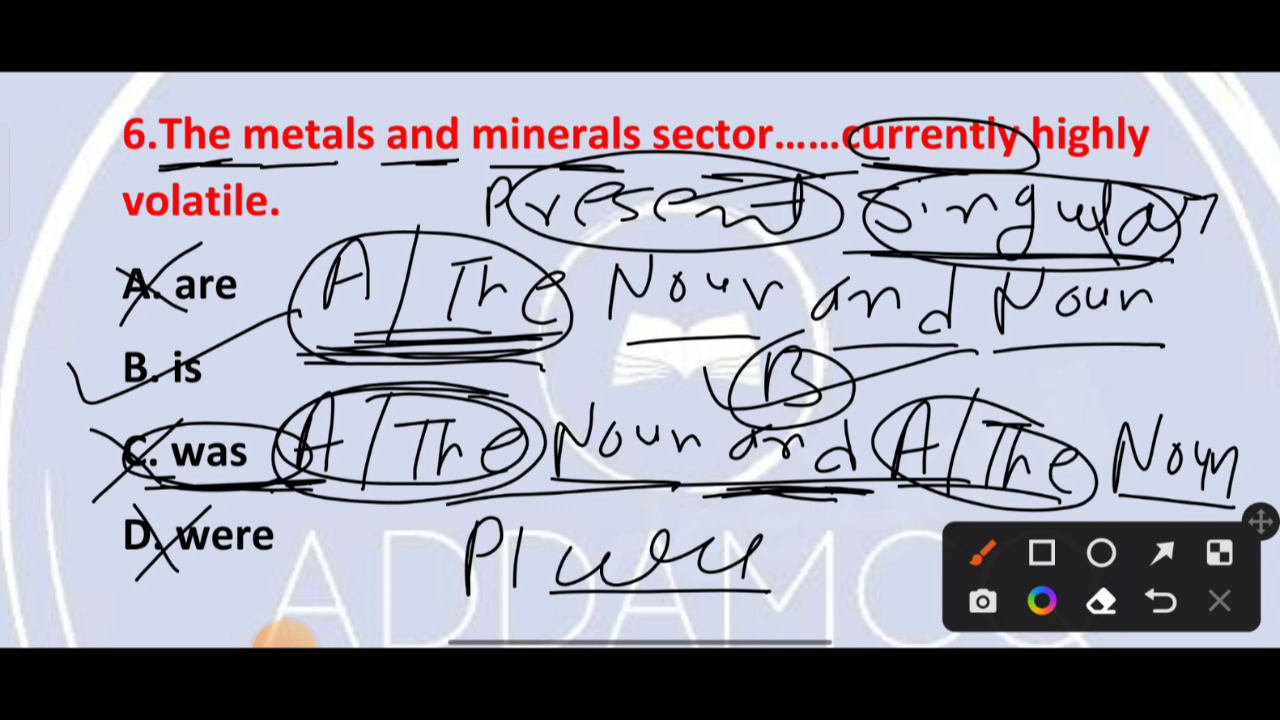 6.The metals and minerals sector......currently highly
volatile.
Present Singular
A. are
A/The Noun and Noun
B. is
B
C. was
A/The Noun and A/The Noun
D. were
Plural
ADDAMCQ